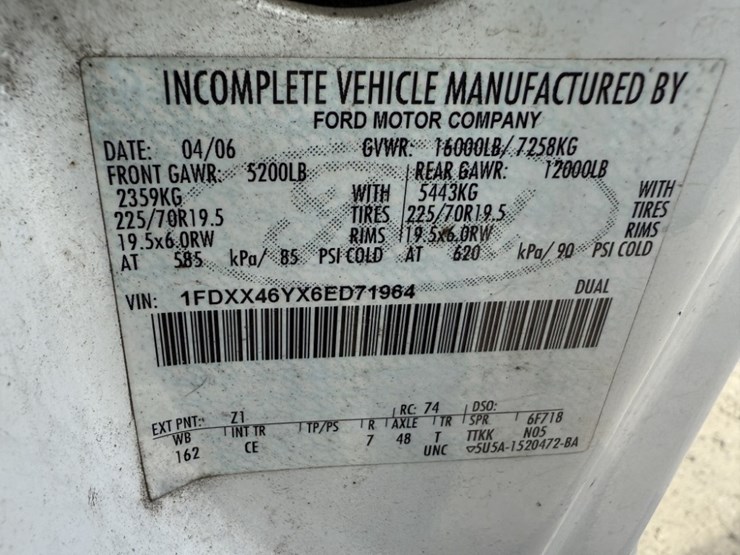 INCOMPLETE VEHICLE MANUFACTURED BY
FORD MOTOR COMPANY
DATE: 04/06 GVWR: 16000LB/ 7258KG
FRONT GAWR: 5200LB REAR GAWR: 12000LB
2359KG WITH 5443KG WITH
225/70R19.5 TIRES 225/70R19.5 TIRES
19.5x6.0RW RIMS 19.5x6.0RW RIMS
AT 585 kPa/ 85 PSI COLD AT 620 kPa/ 90 PSI COLD
VIN: 1FDXX46YX6ED71964 DUAL
EXT PNT: Z1 RC: 74 DSO:
WB INT TR TP/PS R AXLE TR SPR 6F718
162 CE 7 48 T TTKK N05
UNC 5U5A-1520472-BA